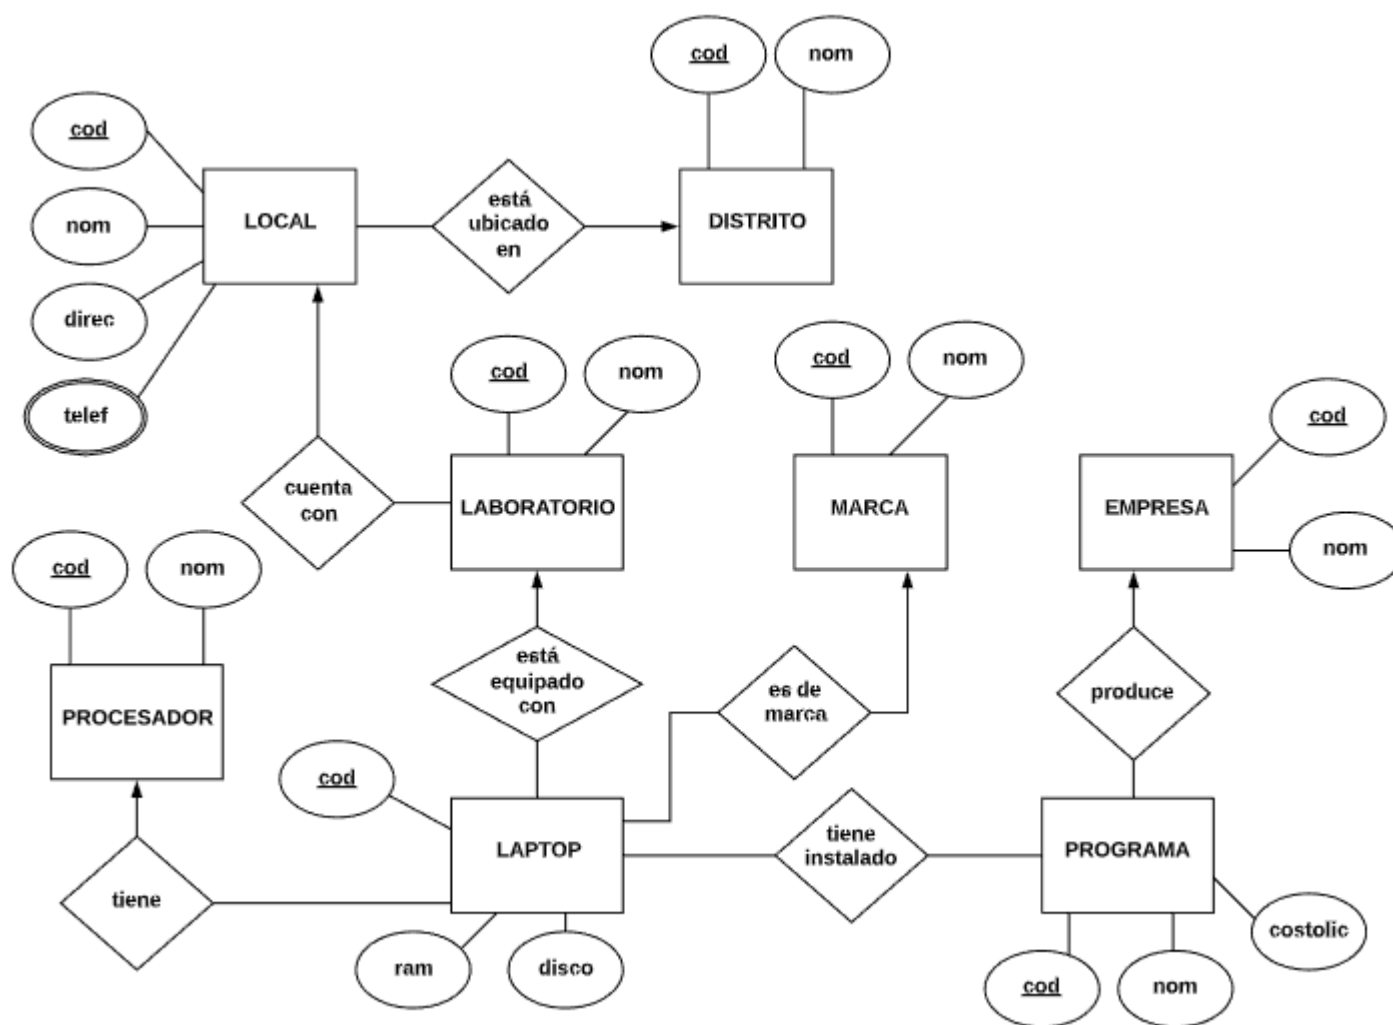 cod
nom
cod
LOCAL
está
ubicado
en
DISTRITO
nom
direc
telef
cod
nom
cod
nom
cod
cuenta
con
LABORATORIO
MARCA
EMPRESA
nom
cod
nom
PROCESADOR
está
equipado
con
es de
marca
produce
cod
LAPTOP
tiene
instalado
PROGRAMA
tiene
costolic
ram
disco
cod
nom